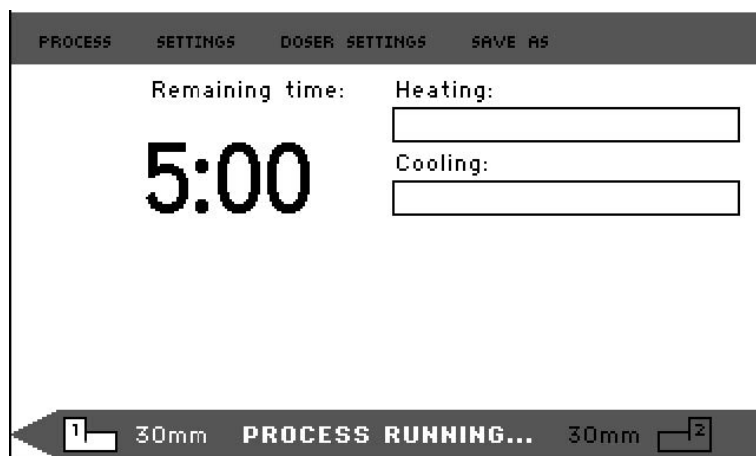 PROCESS SETTINGS DOSER SETTINGS SAVE AS
Remaining time:
5:00
Heating:
Cooling:
1 30mm PROCESS RUNNING... 30mm 2